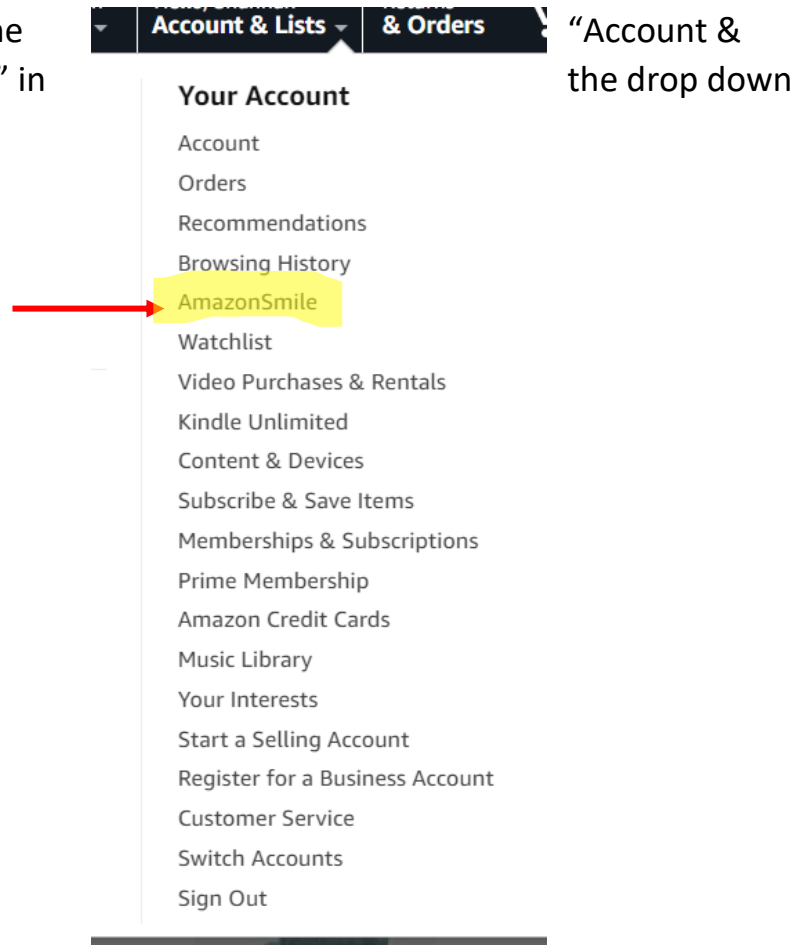 “Account &
” in the drop down
Account & Lists & Orders
Your Account
Account
Orders
Recommendations
Browsing History
AmazonSmile
Watchlist
Video Purchases & Rentals
Kindle Unlimited
Content & Devices
Subscribe & Save Items
Memberships & Subscriptions
Prime Membership
Amazon Credit Cards
Music Library
Your Interests
Start a Selling Account
Register for a Business Account
Customer Service
Switch Accounts
Sign Out